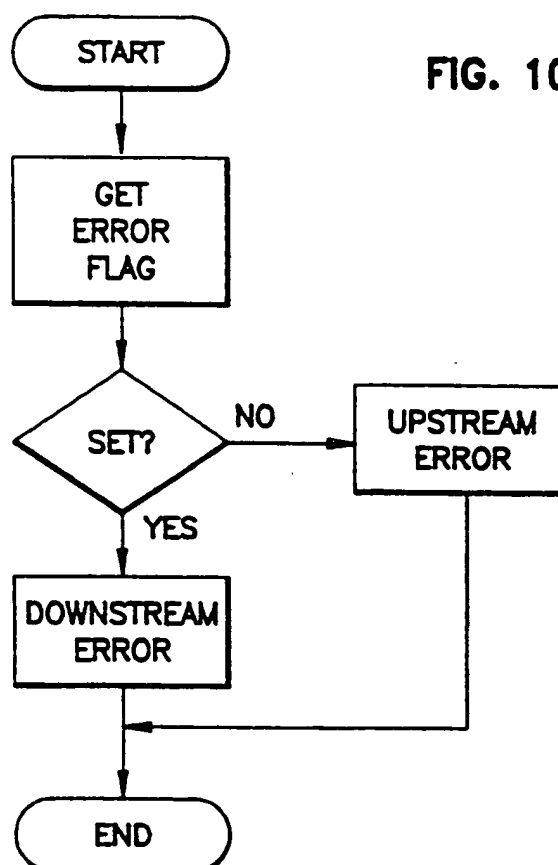 START
FIG. 10
GET
ERROR
FLAG
SET?
NO
UPSTREAM
ERROR
YES
DOWNSTREAM
ERROR
END